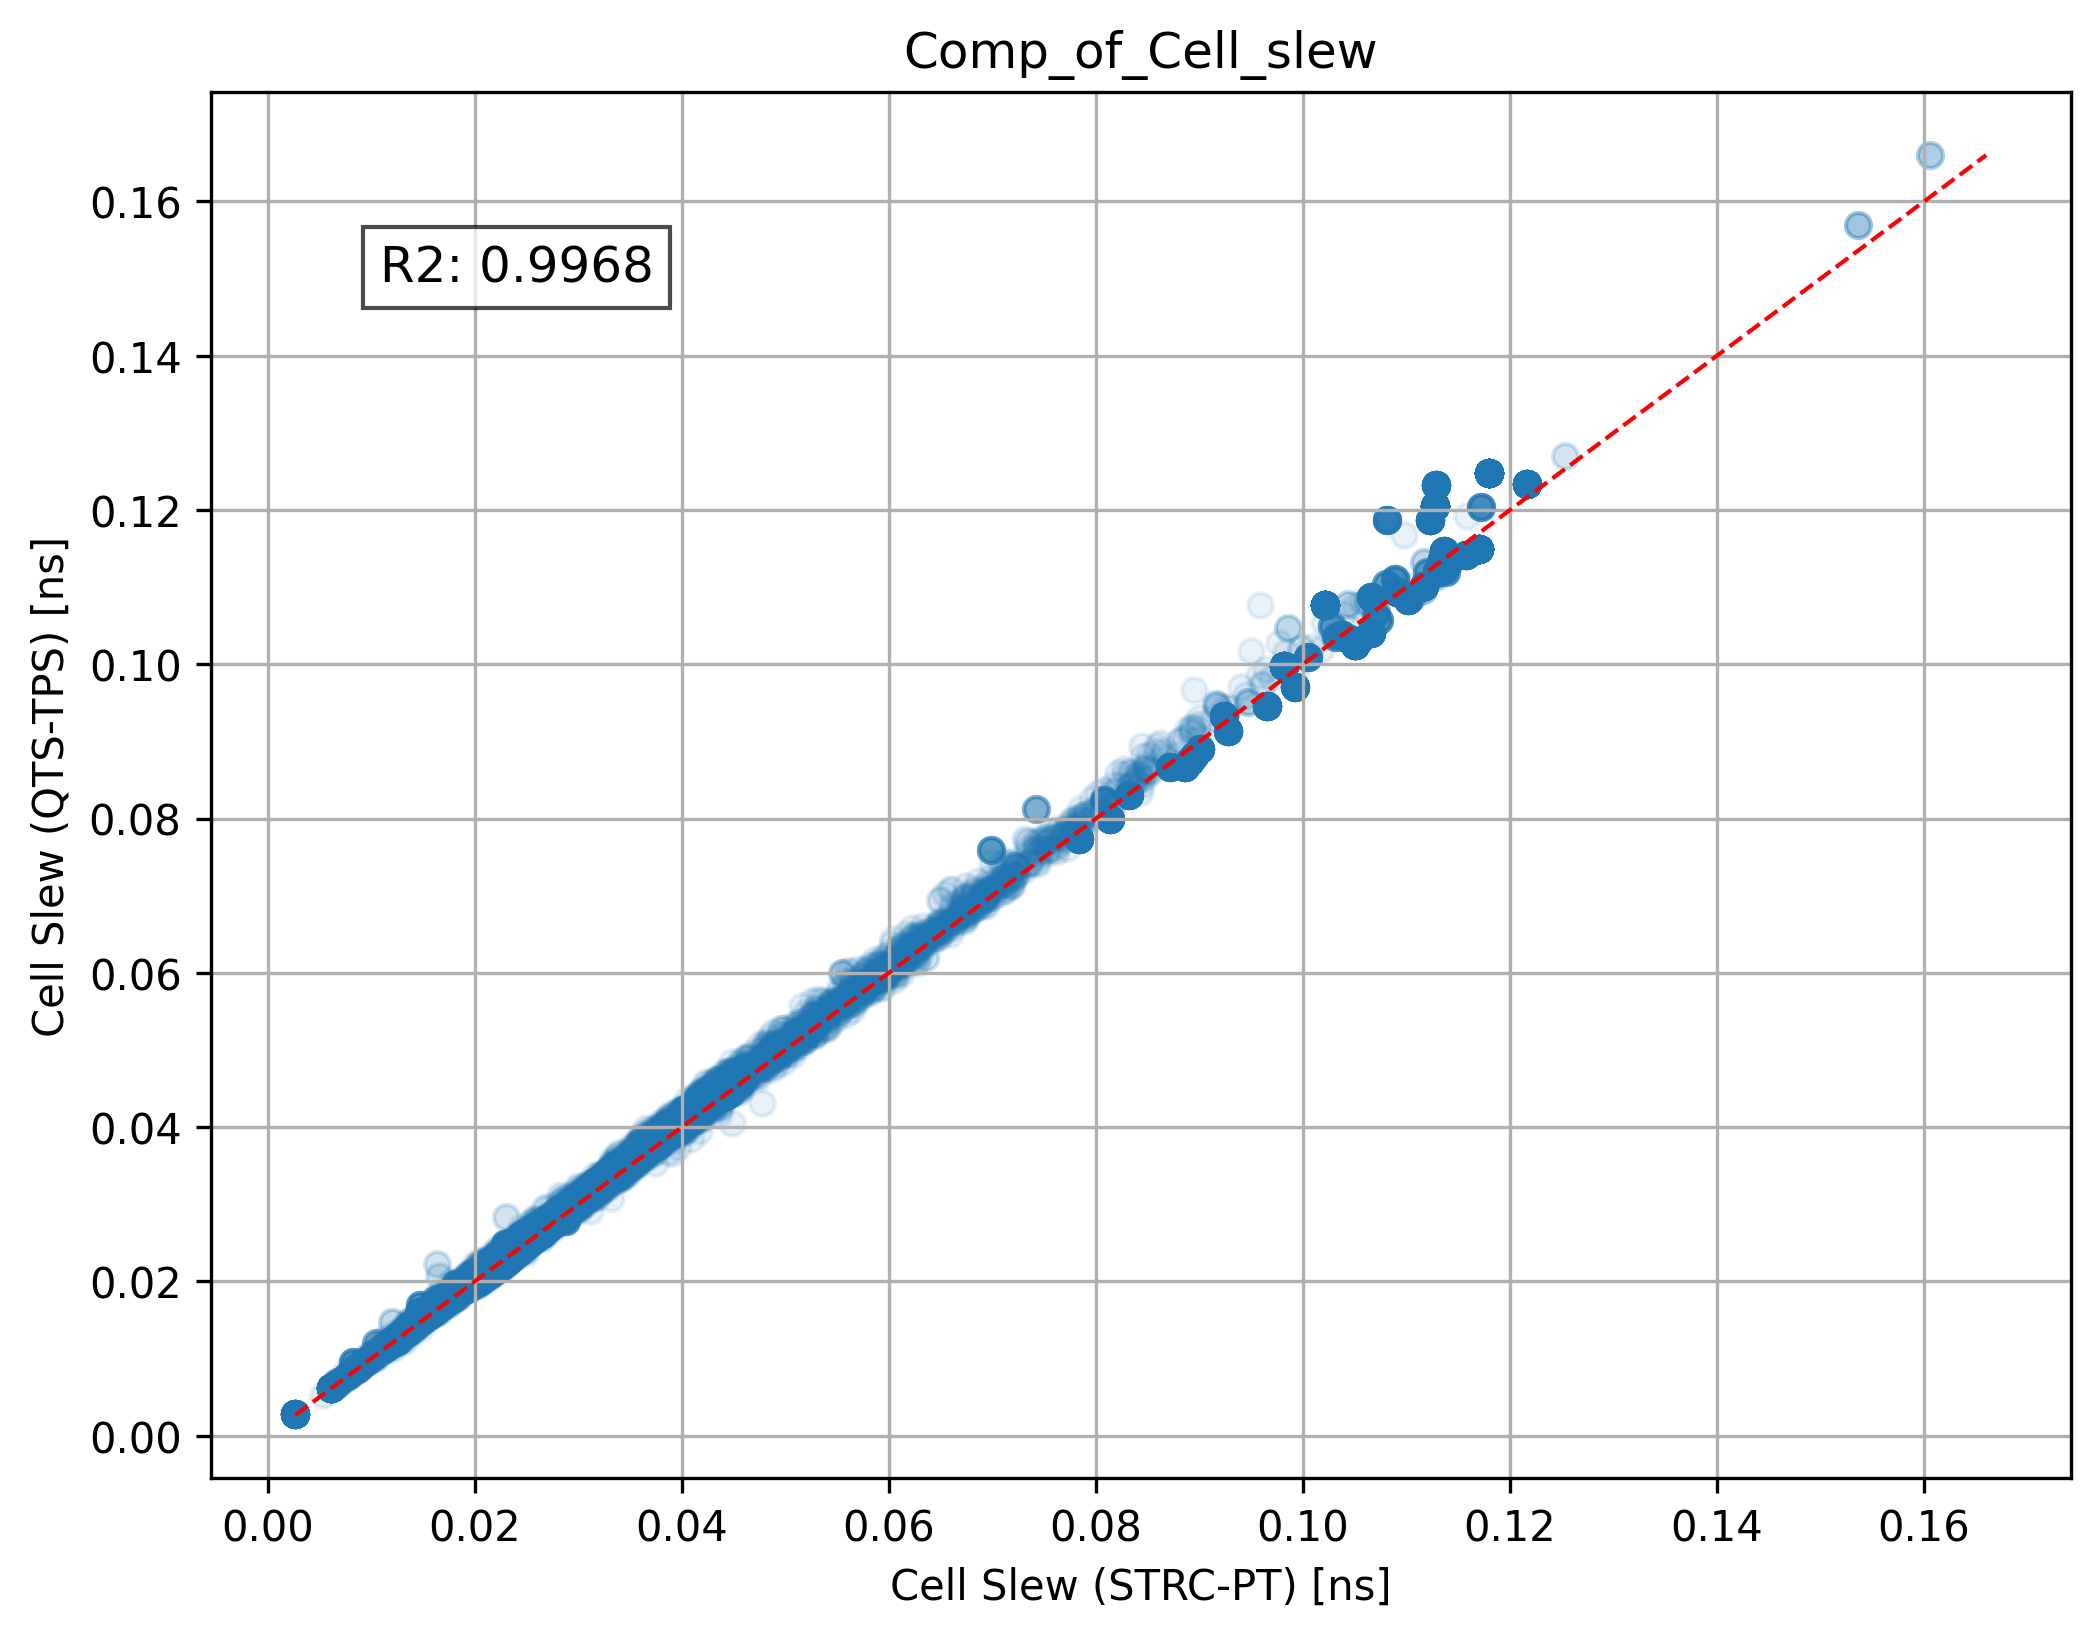 Comp_of_Cell_slew
R2: 0.9968
Cell Slew (QTS-TPS) [ns]
0.16
0.14
0.12
0.10
0.08
0.06
0.04
0.02
0.00
0.00 0.02 0.04 0.06 0.08 0.10 0.12 0.14 0.16
Cell Slew (STRC-PT) [ns]